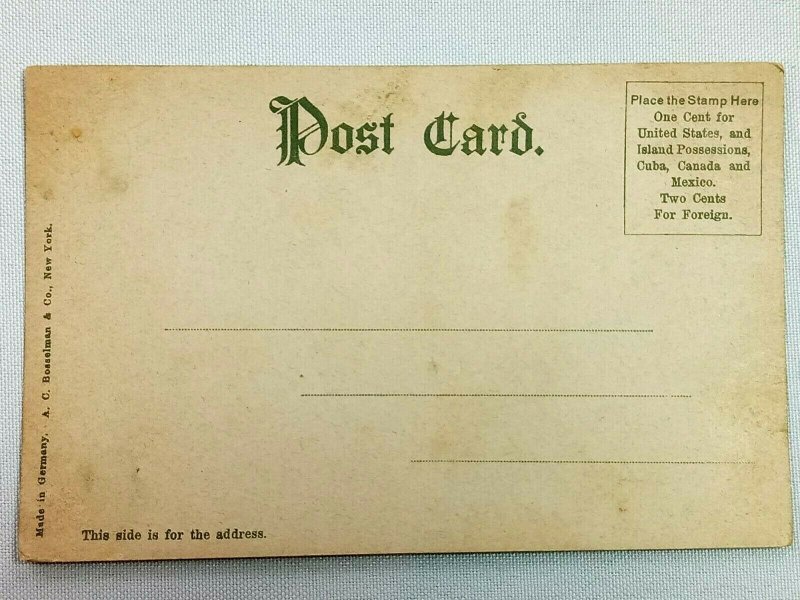 Post Card.
Place the Stamp Here
One Cent for
United States, and
Island Possessions,
Cuba, Canada and
Mexico.
Two Cents
For Foreign.
Made in Germany. A. C. Bosselman & Co., New York.
This side is for the address.